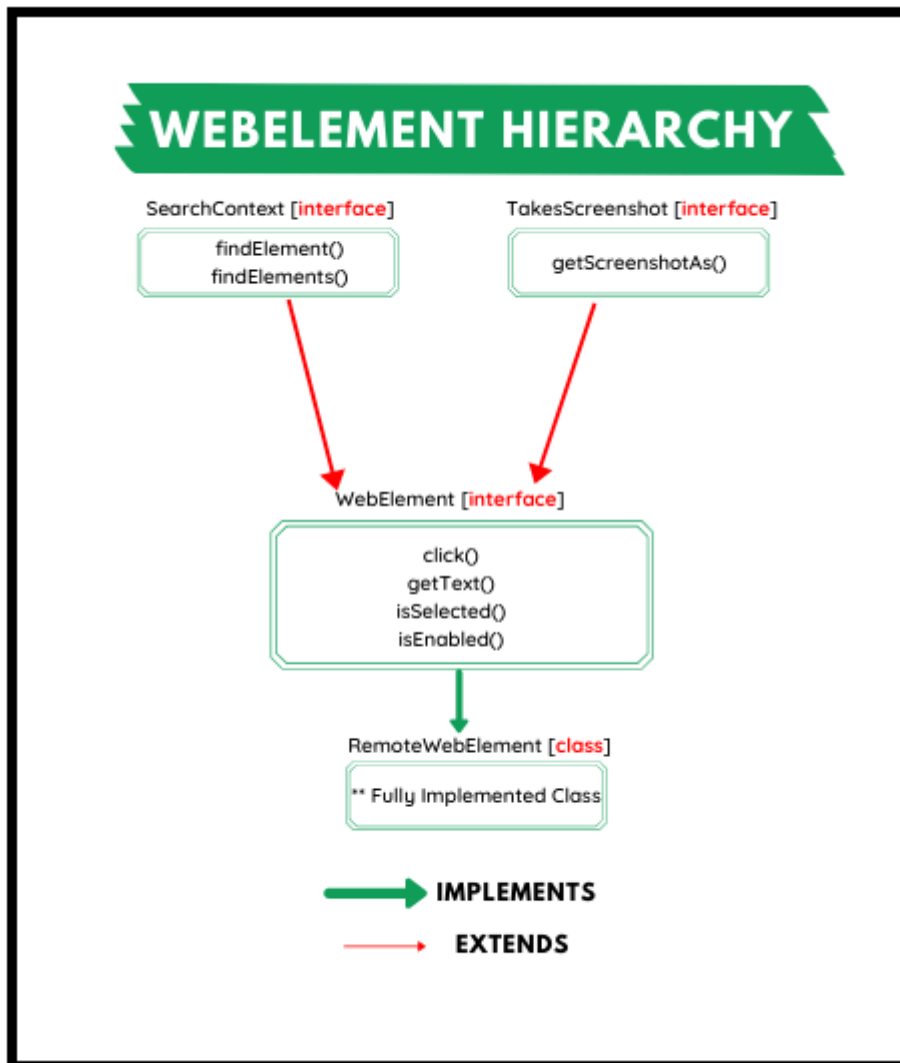 WEBELEMENT HIERARCHY
SearchContext [interface]
findElement()
findElements()
TakesScreenshot [interface]
getScreenshotAs()
WebElement [interface]
click()
getText()
isSelected()
isEnabled()
RemoteWebElement [class]
** Fully Implemented Class
IMPLEMENTS
EXTENDS